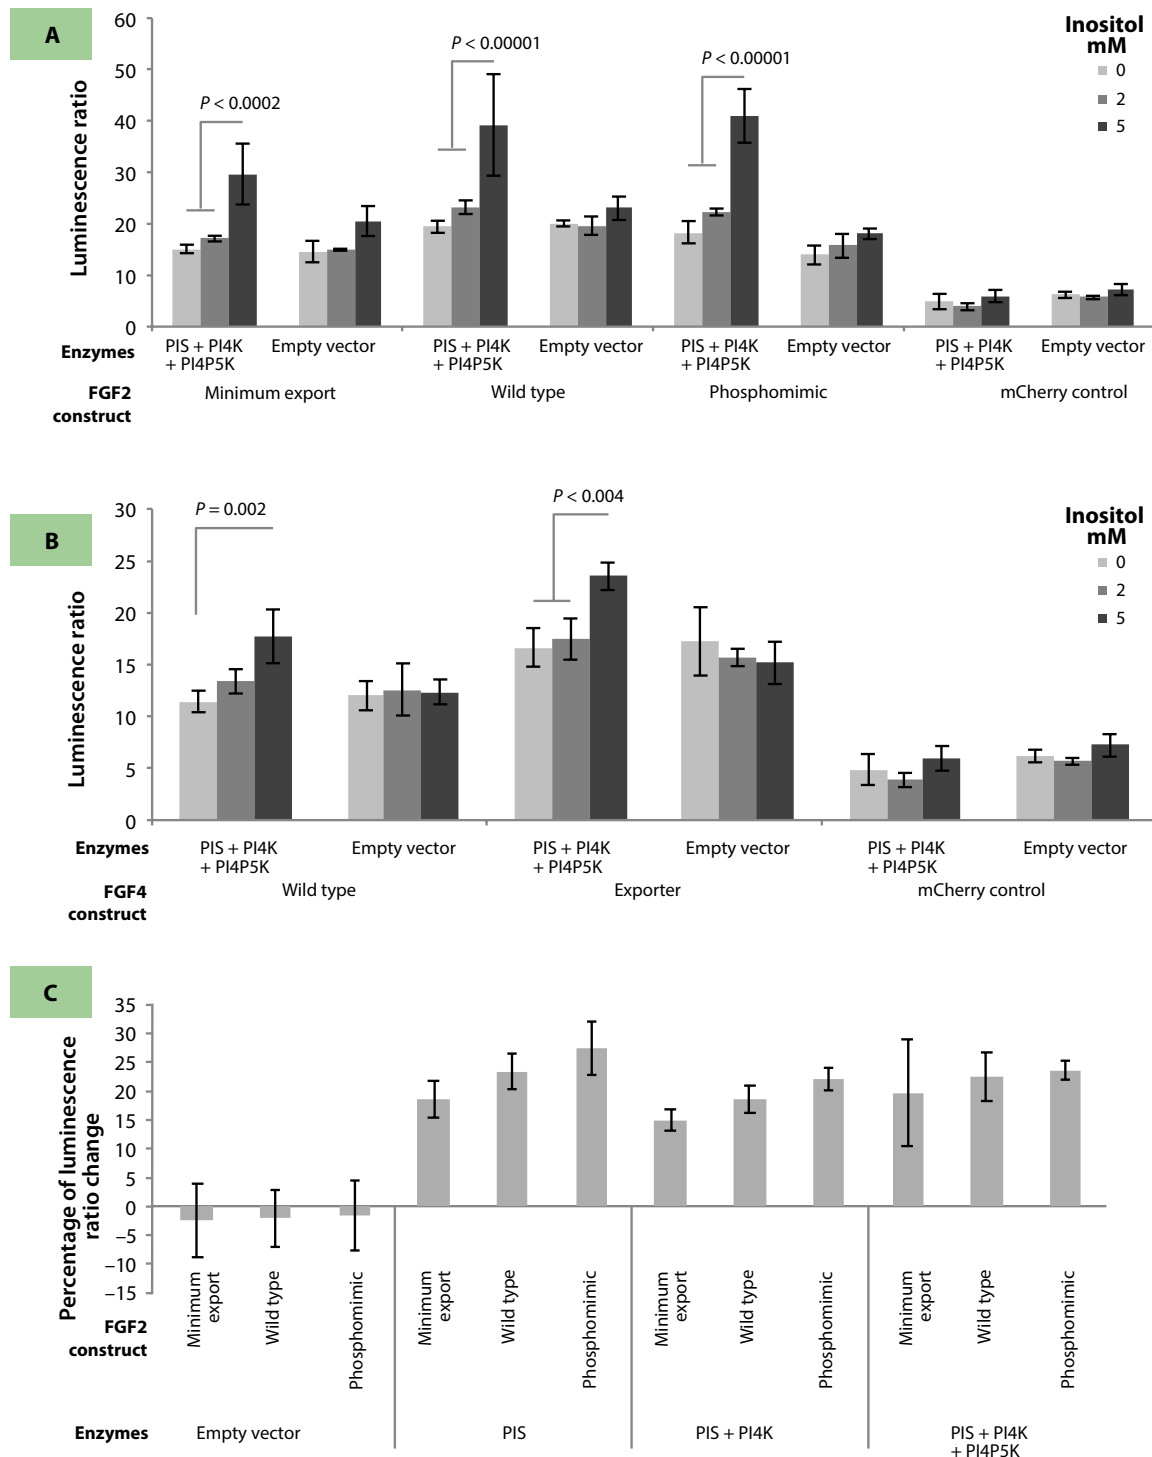 A
60
50
40
30
20
10
0
Luminescence ratio
P < 0.0002
P < 0.00001
P < 0.00001
Inositol
mM
0
2
5
Enzymes
PIS + PI4K
+ PI4P5K
Empty vector
PIS + PI4K
+ PI4P5K
Empty vector
PIS + PI4K
+ PI4P5K
Empty vector
PIS + PI4K
+ PI4P5K
Empty vector
FGF2
construct
Minimum export
Wild type
Phosphomimic
mCherry control
B
30
25
20
15
10
5
0
Luminescence ratio
P = 0.002
P < 0.004
Inositol
mM
0
2
5
Enzymes
PIS + PI4K
+ PI4P5K
Empty vector
PIS + PI4K
+ PI4P5K
Empty vector
PIS + PI4K
+ PI4P5K
Empty vector
FGF4
construct
Wild type
Exporter
mCherry control
C
35
30
25
20
15
10
5
0
−5
−10
−15
Percentage of luminescence
ratio change
FGF2
construct
Minimum
export
Wild type
Phosphomimic
Minimum
export
Wild type
Phosphomimic
Minimum
export
Wild type
Phosphomimic
Minimum
export
Wild type
Phosphomimic
Enzymes
Empty vector
PIS
PIS + PI4K
PIS + PI4K
+ PI4P5K